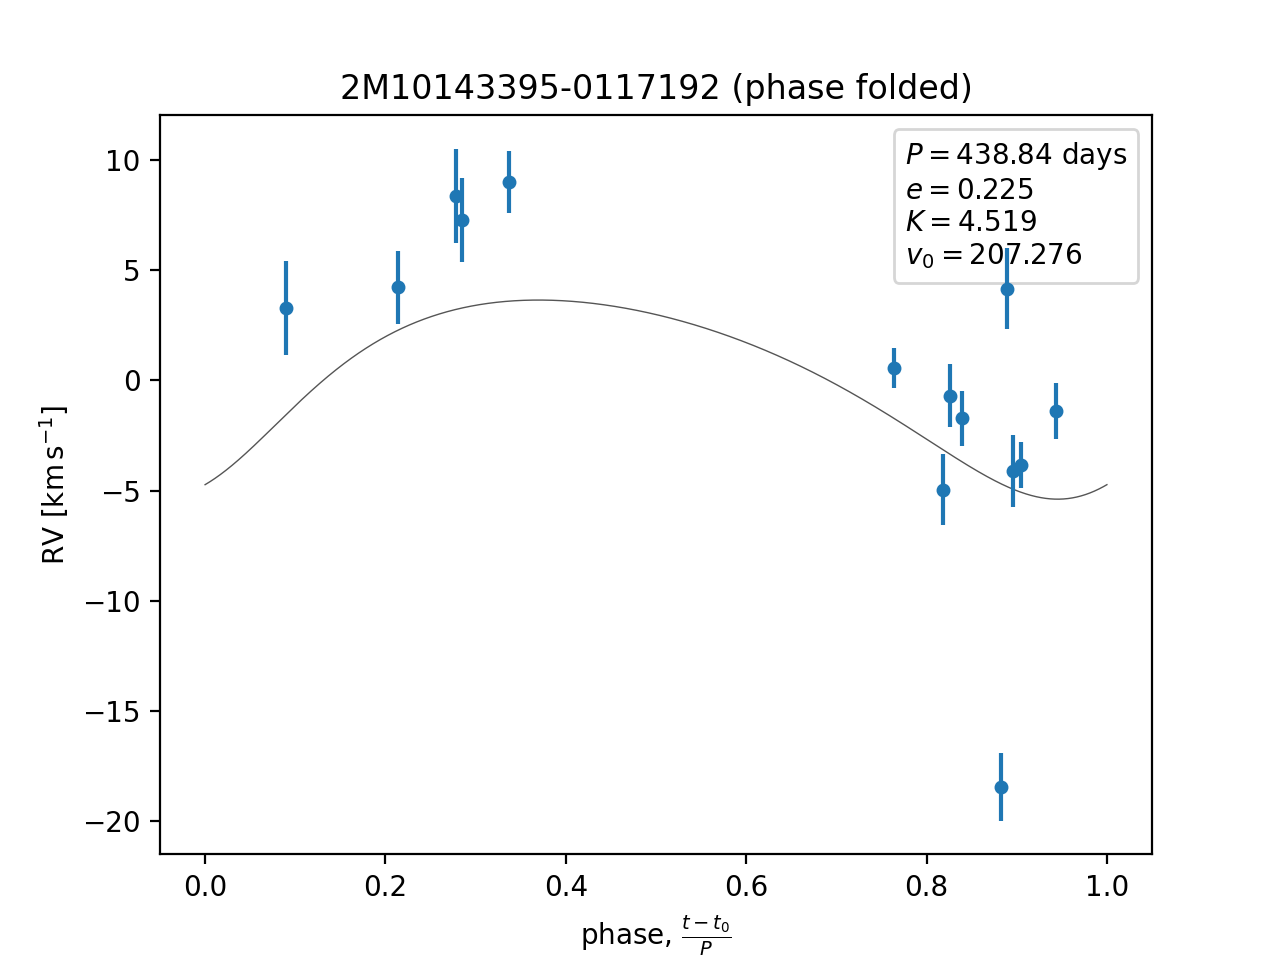 2M10143395-0117192 (phase folded)
P = 438.84 days
e = 0.225
K = 4.519
v₀ = 207.276
RV [km s⁻¹]
10
5
0
−5
−10
−15
−20
0.0 0.2 0.4 0.6 0.8 1.0
phase, (t − t₀)/P